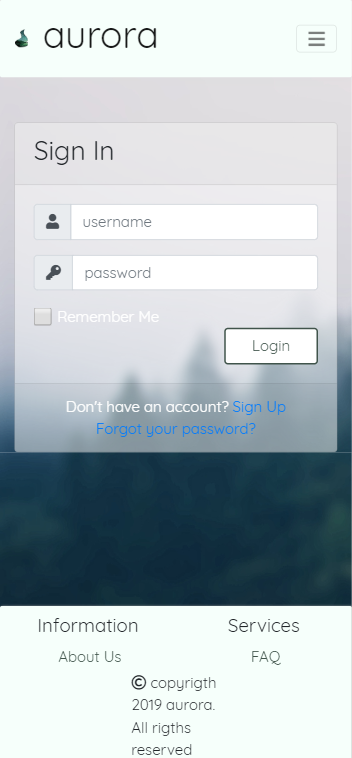 aurora
Sign In
username
password
Remember Me
Login
Don't have an account? Sign Up
Forgot your password?
Information
Services
About Us
FAQ
© copyrigth
2019 aurora.
All rigths
reserved